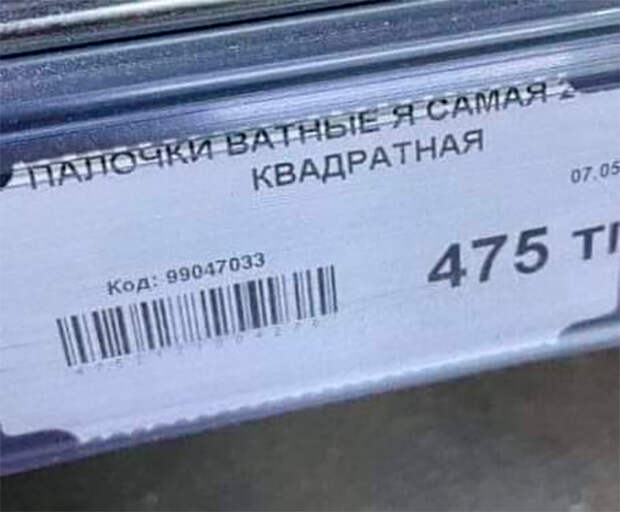 ПАЛОЧКИ ВАТНЫЕ Я САМАЯ
КВАДРАТНАЯ
07.05
Код: 99047033
475 ТГ